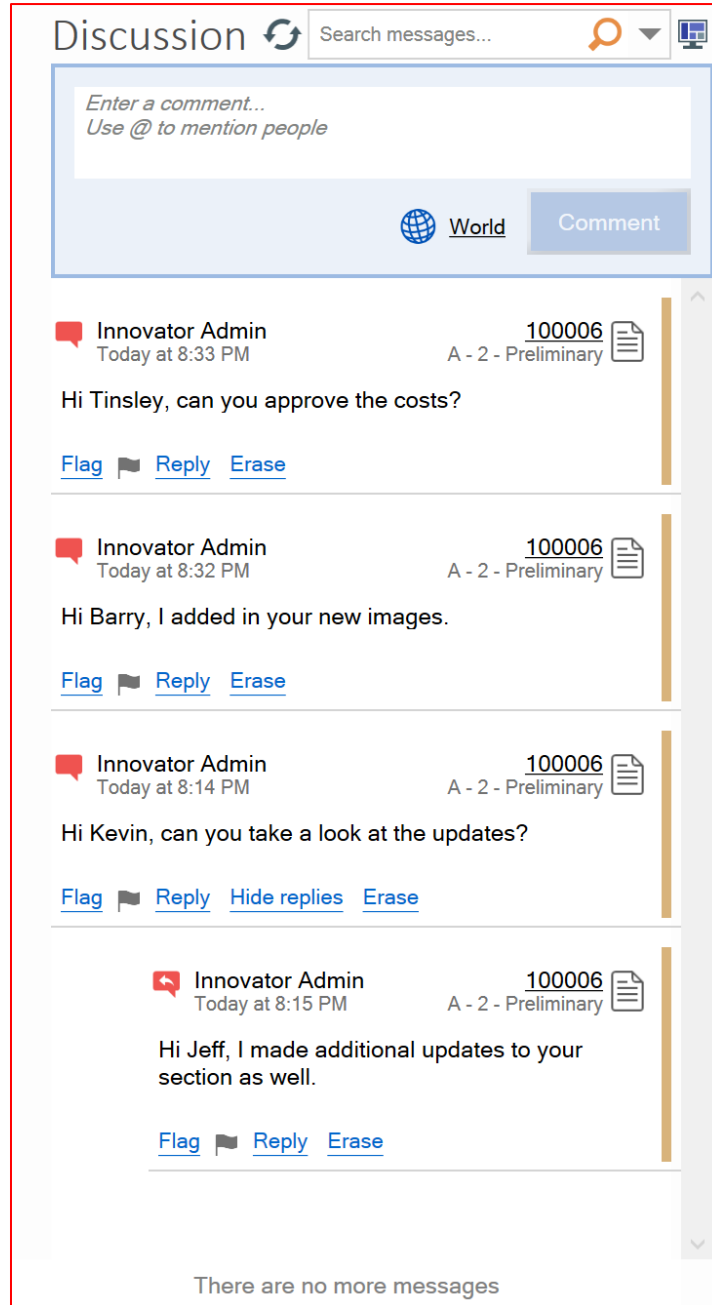 Discussion Search messages...
Enter a comment...
Use @ to mention people
World Comment
Innovator Admin 100006
Today at 8:33 PM A - 2 - Preliminary
Hi Tinsley, can you approve the costs?
Flag Reply Erase
Innovator Admin 100006
Today at 8:32 PM A - 2 - Preliminary
Hi Barry, I added in your new images.
Flag Reply Erase
Innovator Admin 100006
Today at 8:14 PM A - 2 - Preliminary
Hi Kevin, can you take a look at the updates?
Flag Reply Hide replies Erase
Innovator Admin 100006
Today at 8:15 PM A - 2 - Preliminary
Hi Jeff, I made additional updates to your
section as well.
Flag Reply Erase
There are no more messages